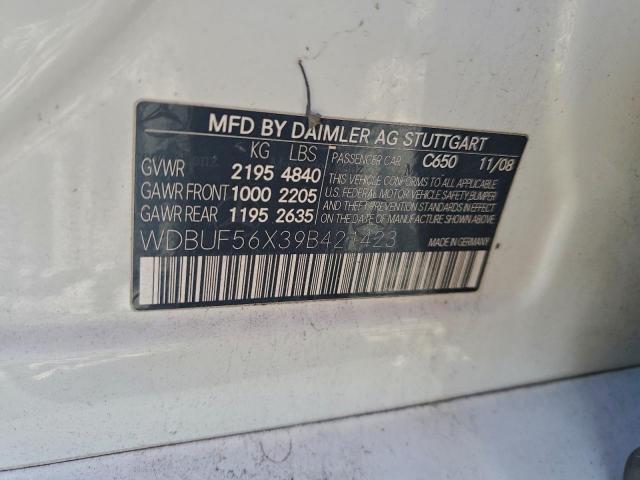 MFD BY DAIMLER AG STUTTGART
KG LBS
GVWR 2195 4840
GAWR FRONT 1000 2205
GAWR REAR 1195 2635
PASSENGER CAR C650 11/08
THIS VEHICLE CONFORMS TO ALL APPLICABLE
U.S. FEDERAL MOTOR VEHICLE SAFETY, BUMPER
AND THEFT PREVENTION STANDARDS IN EFFECT
ON THE DATE OF MANUFACTURE SHOWN ABOVE.
WDBUF56X39B421423
MADE IN GERMANY